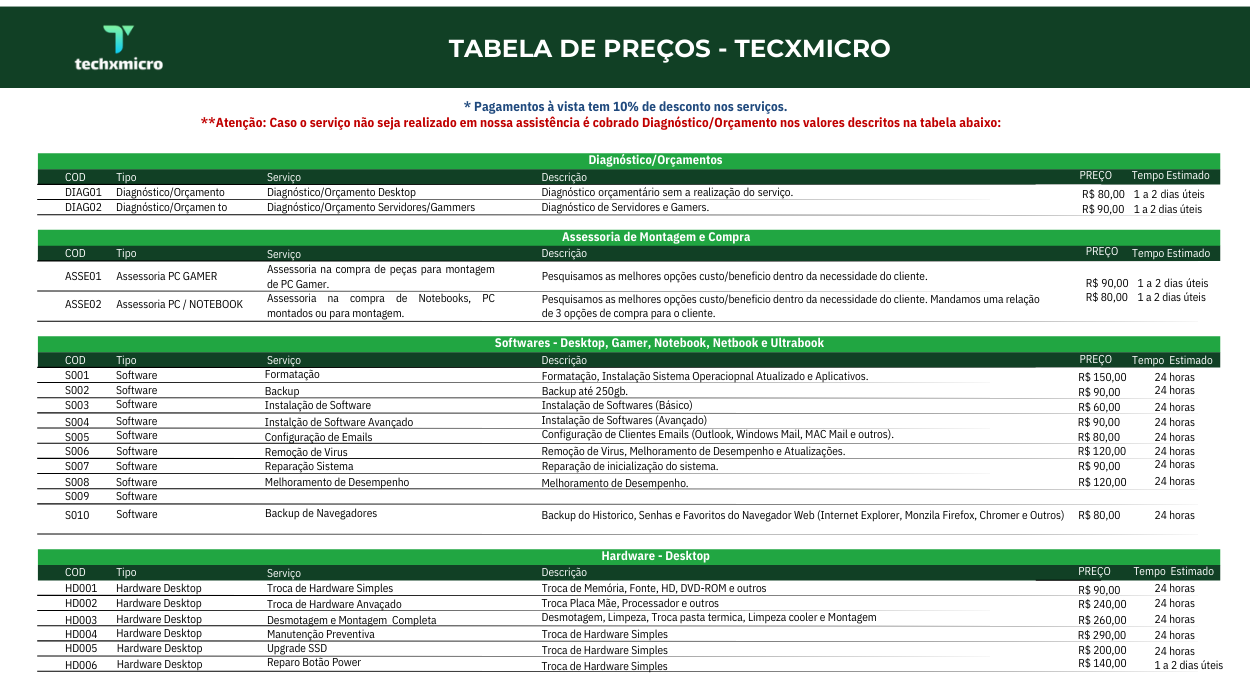 techxmicro
TABELA DE PREÇOS - TECXMICRO
* Pagamentos à vista tem 10% de desconto nos serviços.
**Atenção: Caso o serviço não seja realizado em nossa assistência é cobrado Diagnóstico/Orçamento nos valores descritos na tabela abaixo:
Diagnóstico/Orçamentos
COD Tipo Serviço Descrição PREÇO Tempo Estimado
DIAG01 Diagnóstico/Orçamento Diagnóstico/Orçamento Desktop Diagnóstico orçamentário sem a realização do serviço. R$ 80,00 1 a 2 dias úteis
DIAG02 Diagnóstico/Orçamen to Diagnóstico/Orçamento Servidores/Gammers Diagnóstico de Servidores e Gamers. R$ 90,00 1 a 2 dias úteis
Assessoria de Montagem e Compra
COD Tipo Serviço Descrição PREÇO Tempo Estimado
ASSE01 Assessoria PC GAMER Assessoria na compra de peças para montagem Pesquisamos as melhores opções custo/beneficio dentro da necessidade do cliente. R$ 90,00 1 a 2 dias úteis
de PC Gamer.
ASSE02 Assessoria PC / NOTEBOOK Assessoria na compra de Notebooks, PC Pesquisamos as melhores opções custo/beneficio dentro da necessidade do cliente. Mandamos uma relação R$ 80,00 1 a 2 dias úteis
montados ou para montagem. de 3 opções de compra para o cliente.
Softwares - Desktop, Gamer, Notebook, Netbook e Ultrabook
COD Tipo Serviço Descrição PREÇO Tempo Estimado
S001 Software Formatação Formatação, Instalação Sistema Operaciopnal Atualizado e Aplicativos. R$ 150,00 24 horas
S002 Software Backup Backup até 250gb. R$ 90,00 24 horas
S003 Software Instalação de Software Instalação de Softwares (Básico) R$ 60,00 24 horas
S004 Software Instalção de Software Avançado Instalação de Softwares (Avançado) R$ 90,00 24 horas
S005 Software Configuração de Emails Configuração de Clientes Emails (Outlook, Windows Mail, MAC Mail e outros). R$ 80,00 24 horas
S006 Software Remoção de Virus Remoção de Virus, Melhoramento de Desempenho e Atualizações. R$ 120,00 24 horas
S007 Software Reparação Sistema Reparação de inicialização do sistema. R$ 90,00 24 horas
S008 Software Melhoramento de Desempenho Melhoramento de Desempenho. R$ 120,00 24 horas
S009 Software
S010 Software Backup de Navegadores Backup do Historico, Senhas e Favoritos do Navegador Web (Internet Explorer, Monzila Firefox, Chromer e Outros) R$ 80,00 24 horas
Hardware - Desktop
COD Tipo Serviço Descrição PREÇO Tempo Estimado
HD001 Hardware Desktop Troca de Hardware Simples Troca de Memória, Fonte, HD, DVD-ROM e outros R$ 90,00 24 horas
HD002 Hardware Desktop Troca de Hardware Anvaçado Troca Placa Mãe, Processador e outros R$ 240,00 24 horas
HD003 Hardware Desktop Desmotagem e Montagem Completa Desmotagem, Limpeza, Troca pasta termica, Limpeza cooler e Montagem R$ 260,00 24 horas
HD004 Hardware Desktop Manutenção Preventiva Troca de Hardware Simples R$ 290,00 24 horas
HD005 Hardware Desktop Upgrade SSD Troca de Hardware Simples R$ 200,00 24 horas
HD006 Hardware Desktop Reparo Botão Power Troca de Hardware Simples R$ 140,00 1 a 2 dias úteis